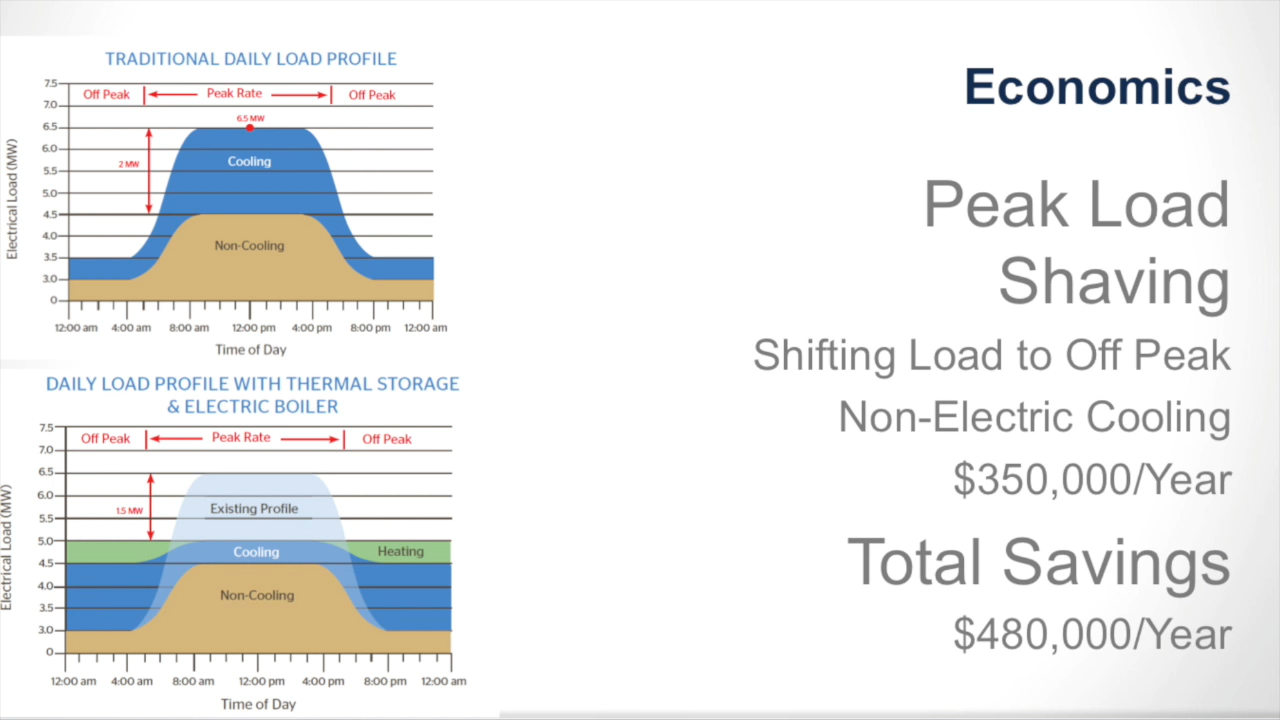 TRADITIONAL DAILY LOAD PROFILE
7.5
Off Peak
Peak Rate
Off Peak
7.0
6.5 MW
6.5
6.0
2 MW
Cooling
5.5
5.0
4.5
4.0
Non-Cooling
3.5
3.0
0
Electrical Load (MW)
12:00 am 4:00 am 8:00 am 12:00 pm 4:00 pm 8:00 pm 12:00 am
Time of Day
DAILY LOAD PROFILE WITH THERMAL STORAGE
& ELECTRIC BOILER
7.5
Off Peak
Peak Rate
Off Peak
7.0
6.5
6.0
1.5 MW
Existing Profile
5.5
5.0
Cooling
Heating
4.5
4.0
Non-Cooling
3.5
3.0
0
Electrical Load (MW)
12:00 am 4:00 am 8:00 am 12:00 pm 4:00 pm 8:00 pm 12:00 am
Time of Day
Economics
Peak Load
Shaving
Shifting Load to Off Peak
Non-Electric Cooling
$350,000/Year
Total Savings
$480,000/Year